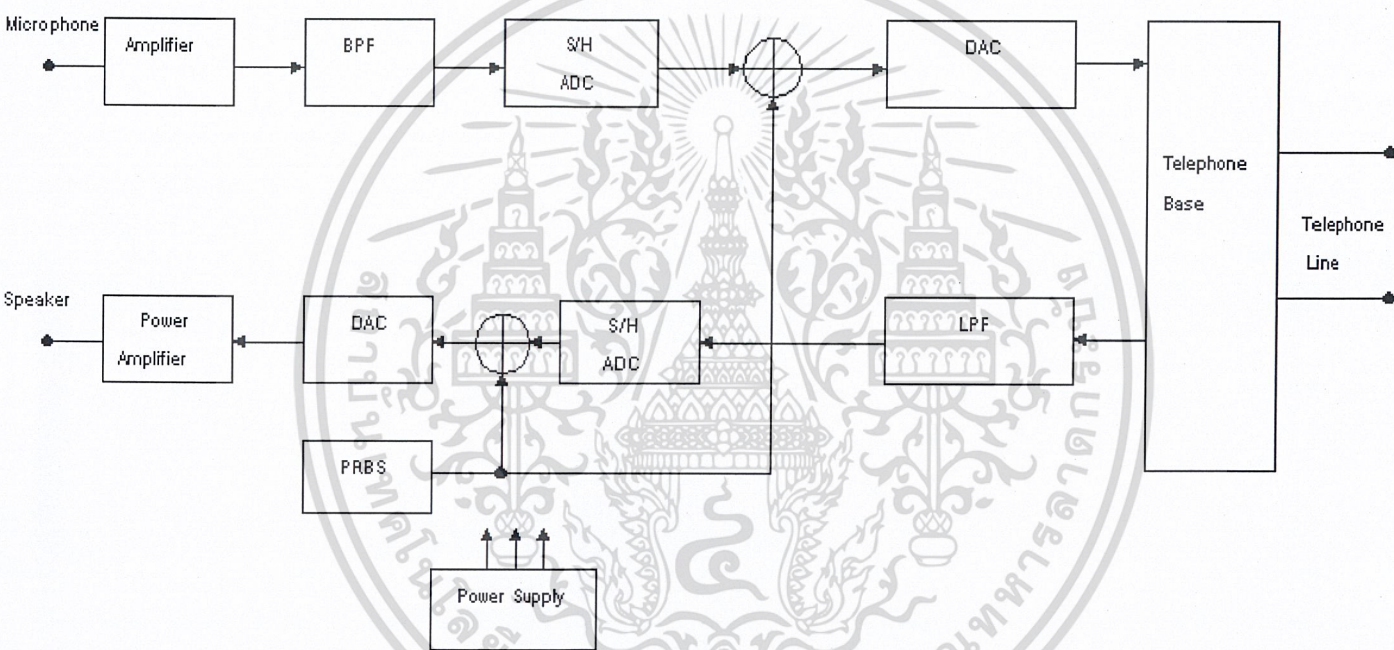 Microphone
Amplifier
BPF
S/H
ADC
DAC
Telephone
Base
Telephone
Line
Speaker
Power
Amplifier
DAC
S/H
ADC
LPF
PRBS
Power Supply